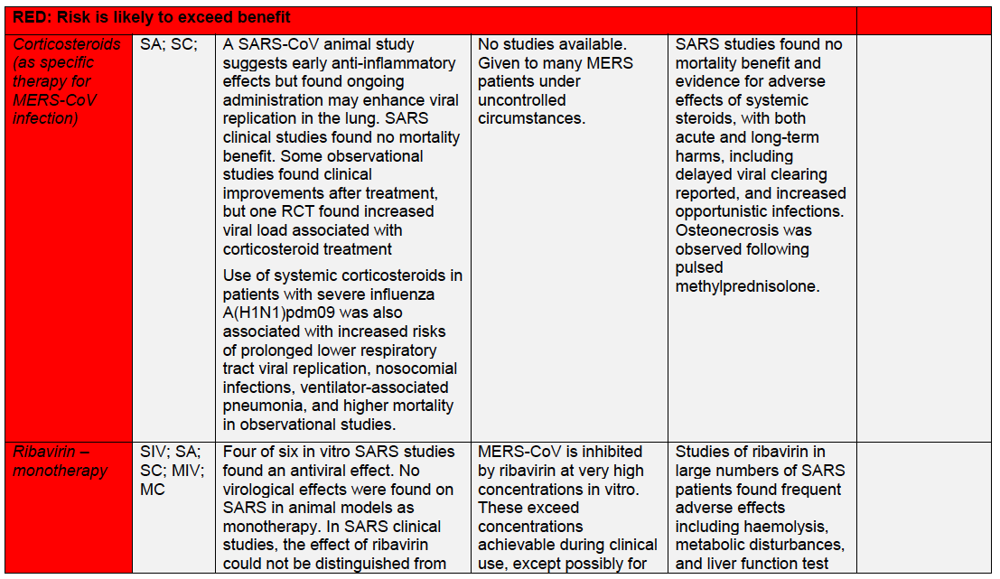 RED: Risk is likely to exceed benefit
Corticosteroids
(as specific
therapy for
MERS-CoV
infection)
SA; SC;
A SARS-CoV animal study
suggests early anti-inflammatory
effects but found ongoing
administration may enhance viral
replication in the lung. SARS
clinical studies found no mortality
benefit. Some observational
studies found clinical
improvements after treatment,
but one RCT found increased
viral load associated with
corticosteroid treatment
Use of systemic corticosteroids in
patients with severe influenza
A(H1N1)pdm09 was also
associated with increased risks
of prolonged lower respiratory
tract viral replication, nosocomial
infections, ventilator-associated
pneumonia, and higher mortality
in observational studies.
No studies available.
Given to many MERS
patients under
uncontrolled
circumstances.
SARS studies found no
mortality benefit and
evidence for adverse
effects of systemic
steroids, with both
acute and long-term
harms, including
delayed viral clearing
reported, and increased
opportunistic infections.
Osteonecrosis was
observed following
pulsed
methylprednisolone.
Ribavirin –
monotherapy
SIV; SA;
SC; MIV;
MC
Four of six in vitro SARS studies
found an antiviral effect. No
virological effects were found on
SARS in animal models as
monotherapy. In SARS clinical
studies, the effect of ribavirin
could not be distinguished from
MERS-CoV is inhibited
by ribavirin at very high
concentrations in vitro.
These exceed
concentrations
achievable during clinical
use, except possibly for
Studies of ribavirin in
large numbers of SARS
patients found frequent
adverse effects
including haemolysis,
metabolic disturbances,
and liver function test